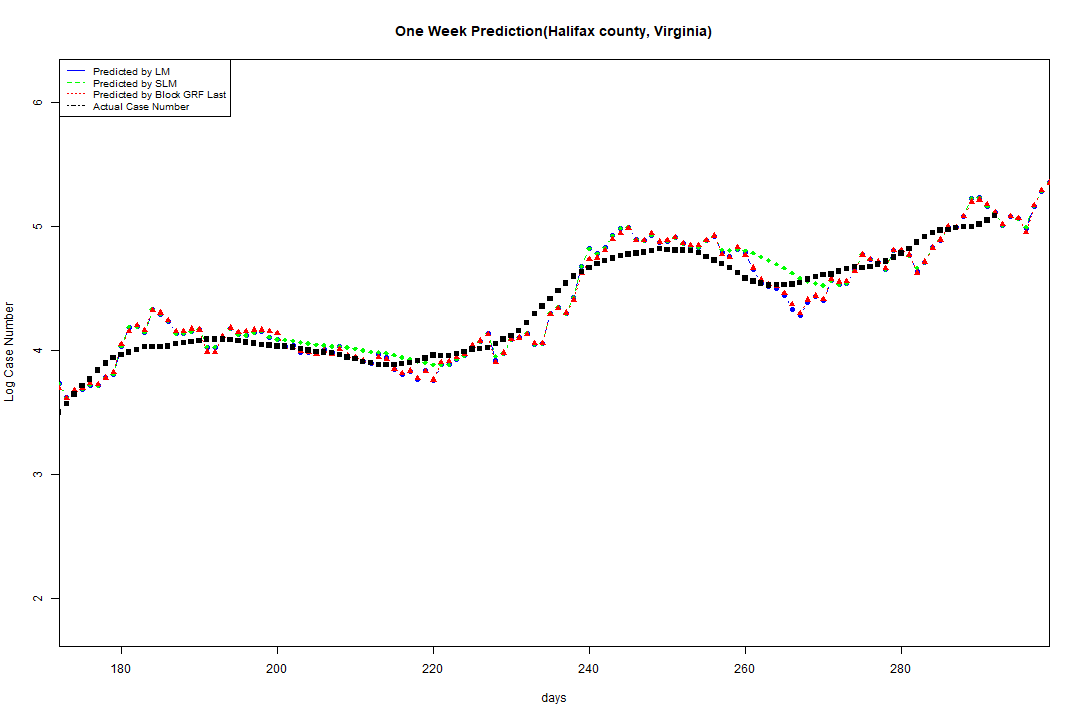 One Week Prediction(Halifax county, Virginia)
Predicted by LM
Predicted by SLM
Predicted by Block GRF Last
Actual Case Number
6
5
4
3
2
Log Case Number
180 200 220 240 260 280
days